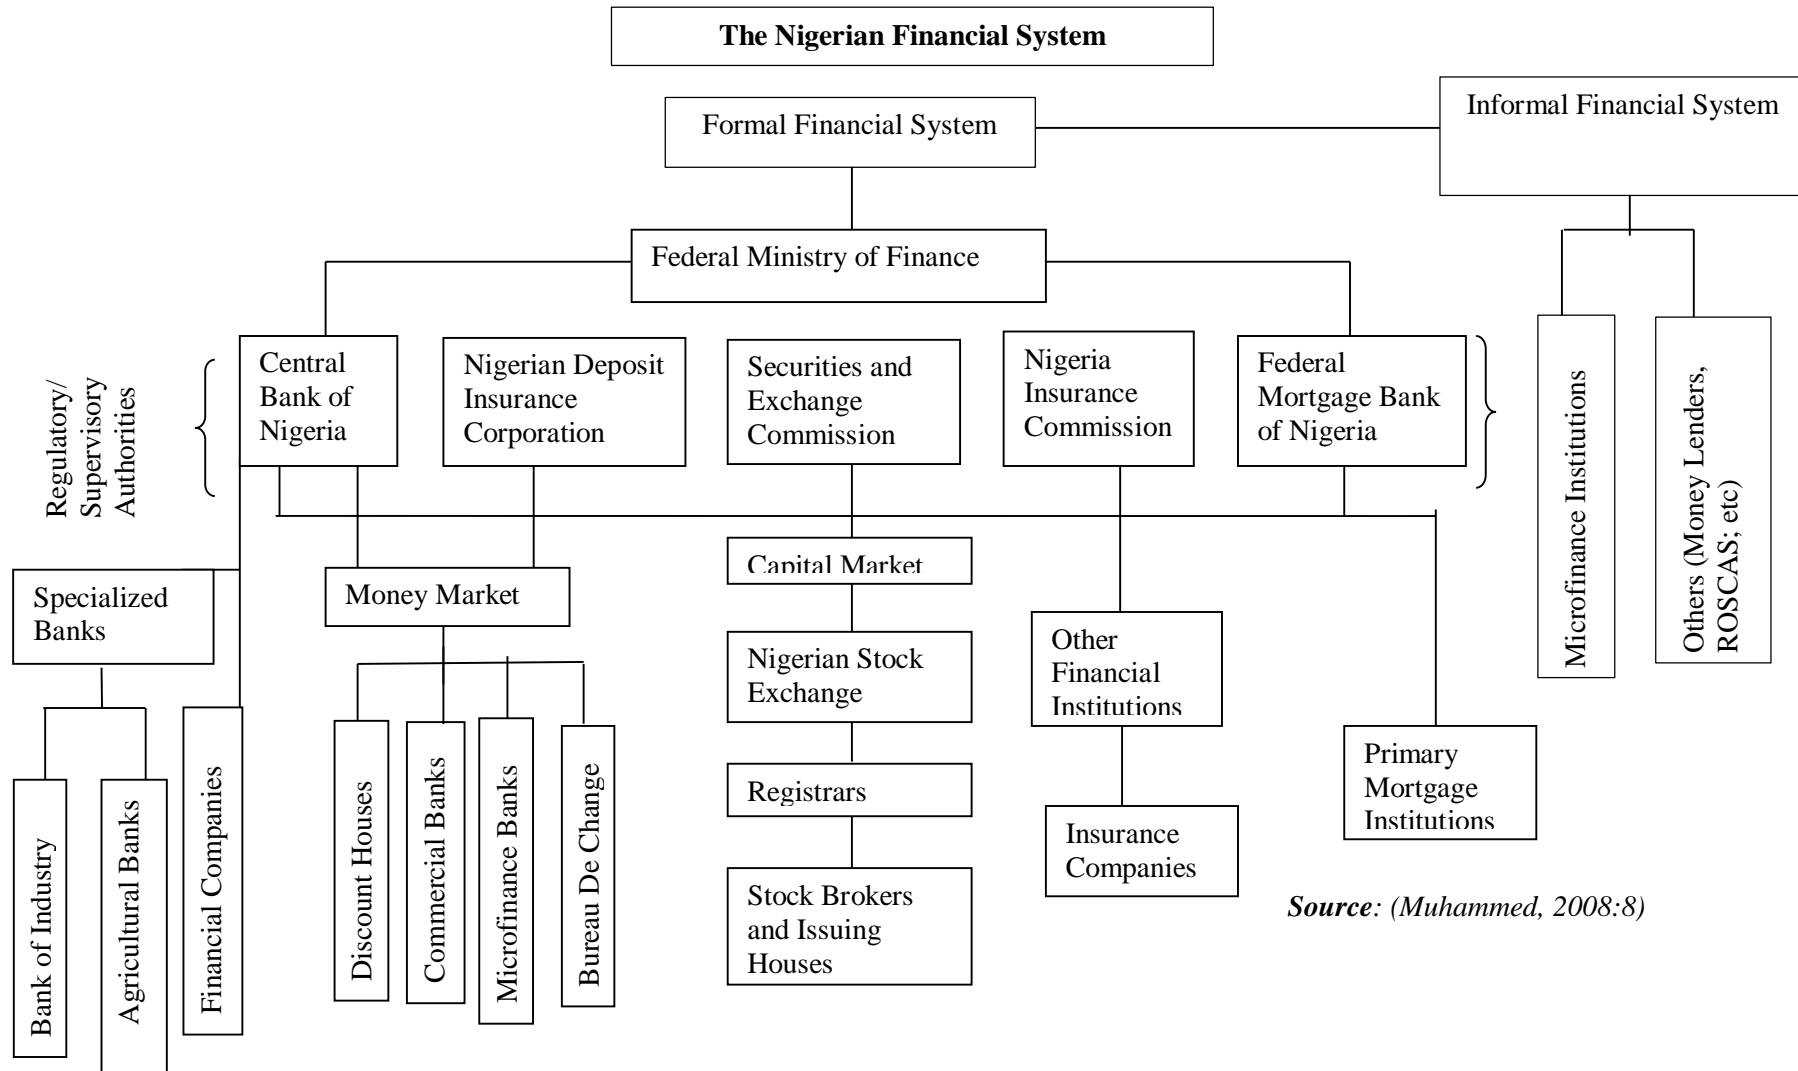 The Nigerian Financial System
Formal Financial System
Informal Financial System
Federal Ministry of Finance
Regulatory/
Supervisory
Authorities
Central
Bank of
Nigeria
Nigerian Deposit
Insurance
Corporation
Securities and
Exchange
Commission
Nigeria
Insurance
Commission
Federal
Mortgage Bank
of Nigeria
Microfinance Institutions
Others (Money Lenders,
ROSCAS; etc)
Specialized
Banks
Money Market
Capital Market
Nigerian Stock
Exchange
Other
Financial
Institutions
Primary
Mortgage
Institutions
Registrars
Insurance
Companies
Stock Brokers
and Issuing
Houses
Bank of Industry
Agricultural Banks
Financial Companies
Discount Houses
Commercial Banks
Microfinance Banks
Bureau De Change
Source: (Muhammed, 2008:8)